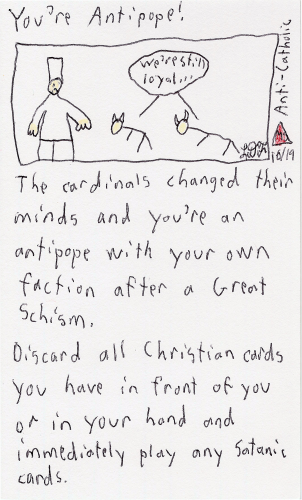 You're Antipope!
we're still
loyal...
Anti-Catholic
16/19
The cardinals changed their
minds and you're an
antipope with your own
faction after a Great
Schism.
Discard all Christian cards
you have in front of you
or in your hand and
immediately play any Satanic
cards.